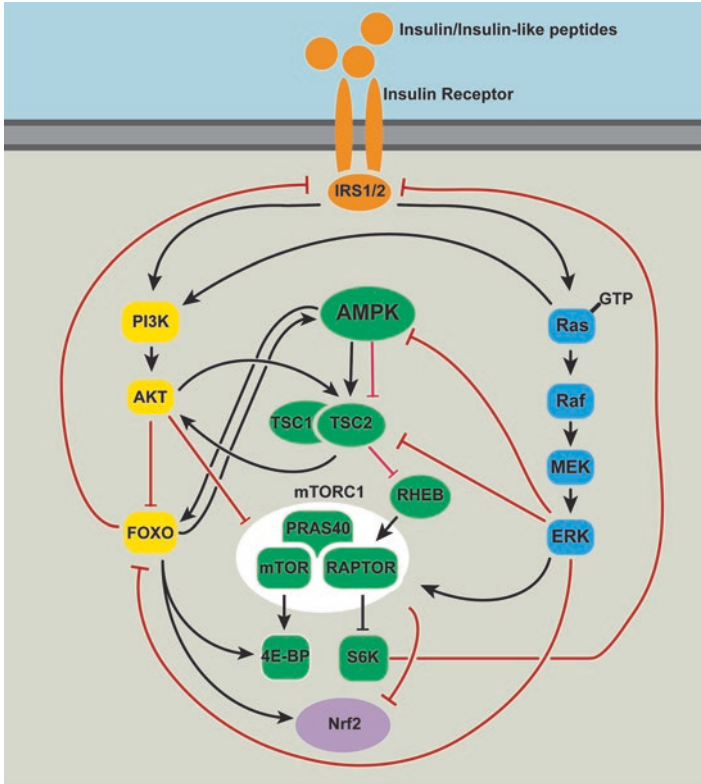 Insulin/Insulin-like peptides
Insulin Receptor
IRS1/2
GTP
PI3K
AMPK
Ras
AKT
TSC1
TSC2
Raf
MEK
mTORC1
RHEB
FOXO
PRAS40
ERK
mTOR
RAPTOR
4E-BP
S6K
Nrf2